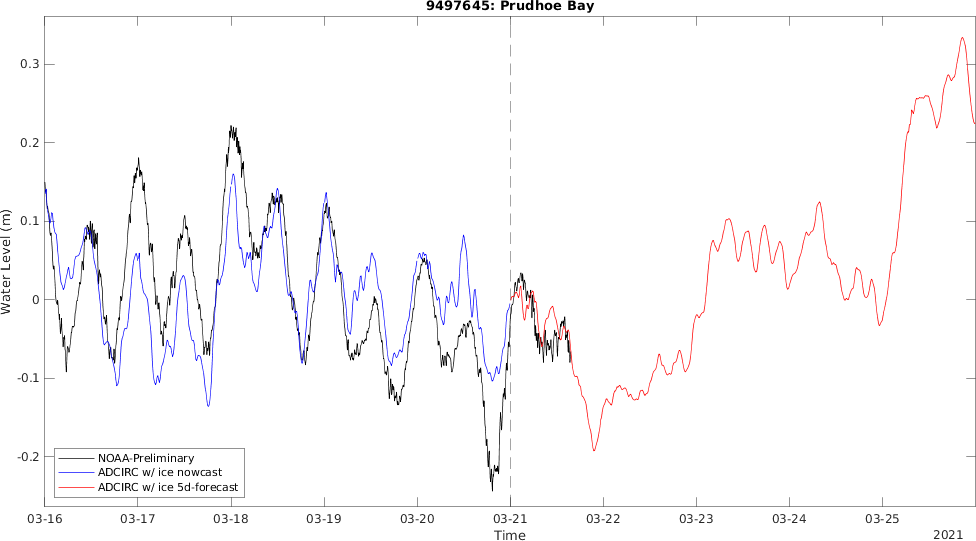 9497645: Prudhoe Bay
0.3
0.2
0.1
0
-0.1
-0.2
Water Level (m)
NOAA-Preliminary
ADCIRC w/ ice nowcast
ADCIRC w/ ice 5d-forecast
03-16 03-17 03-18 03-19 03-20 03-21 03-22 03-23 03-24 03-25
Time
2021